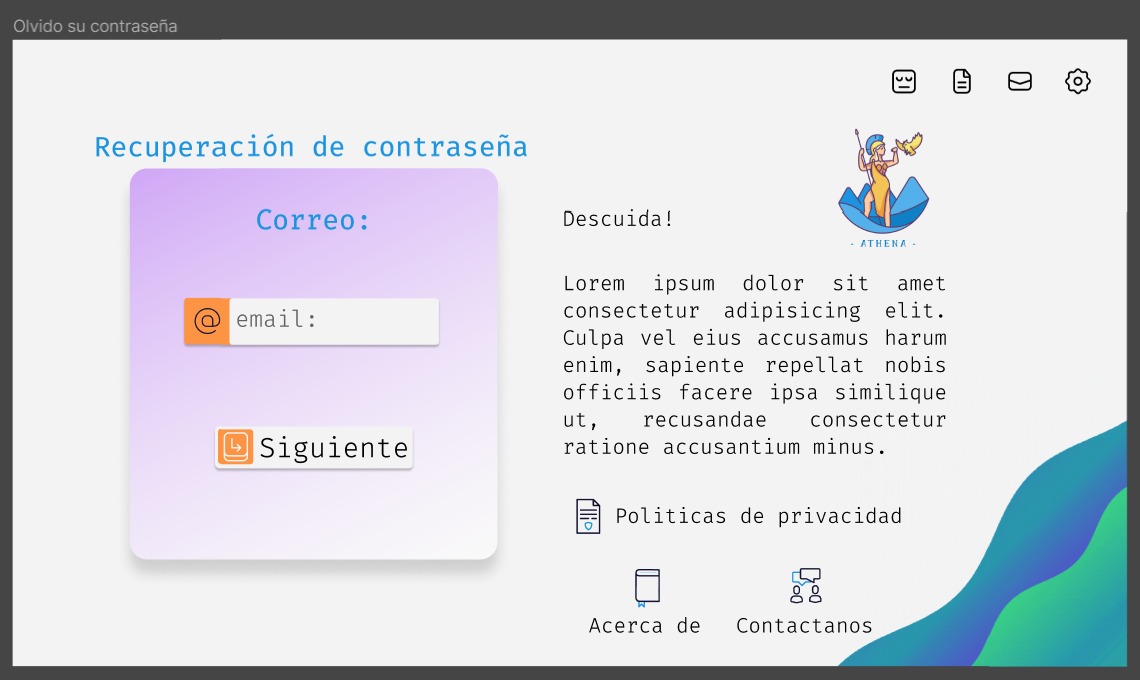 Olvido su contraseña
Recuperación de contraseña
Correo:
@ email:
Siguiente
- ATHENA -
Descuida!
Lorem ipsum dolor sit amet
consectetur adipisicing elit.
Culpa vel eius accusamus harum
enim, sapiente repellat nobis
officiis facere ipsa similique
ut, recusandae consectetur
ratione accusantium minus.
Politicas de privacidad
Acerca de
Contactanos